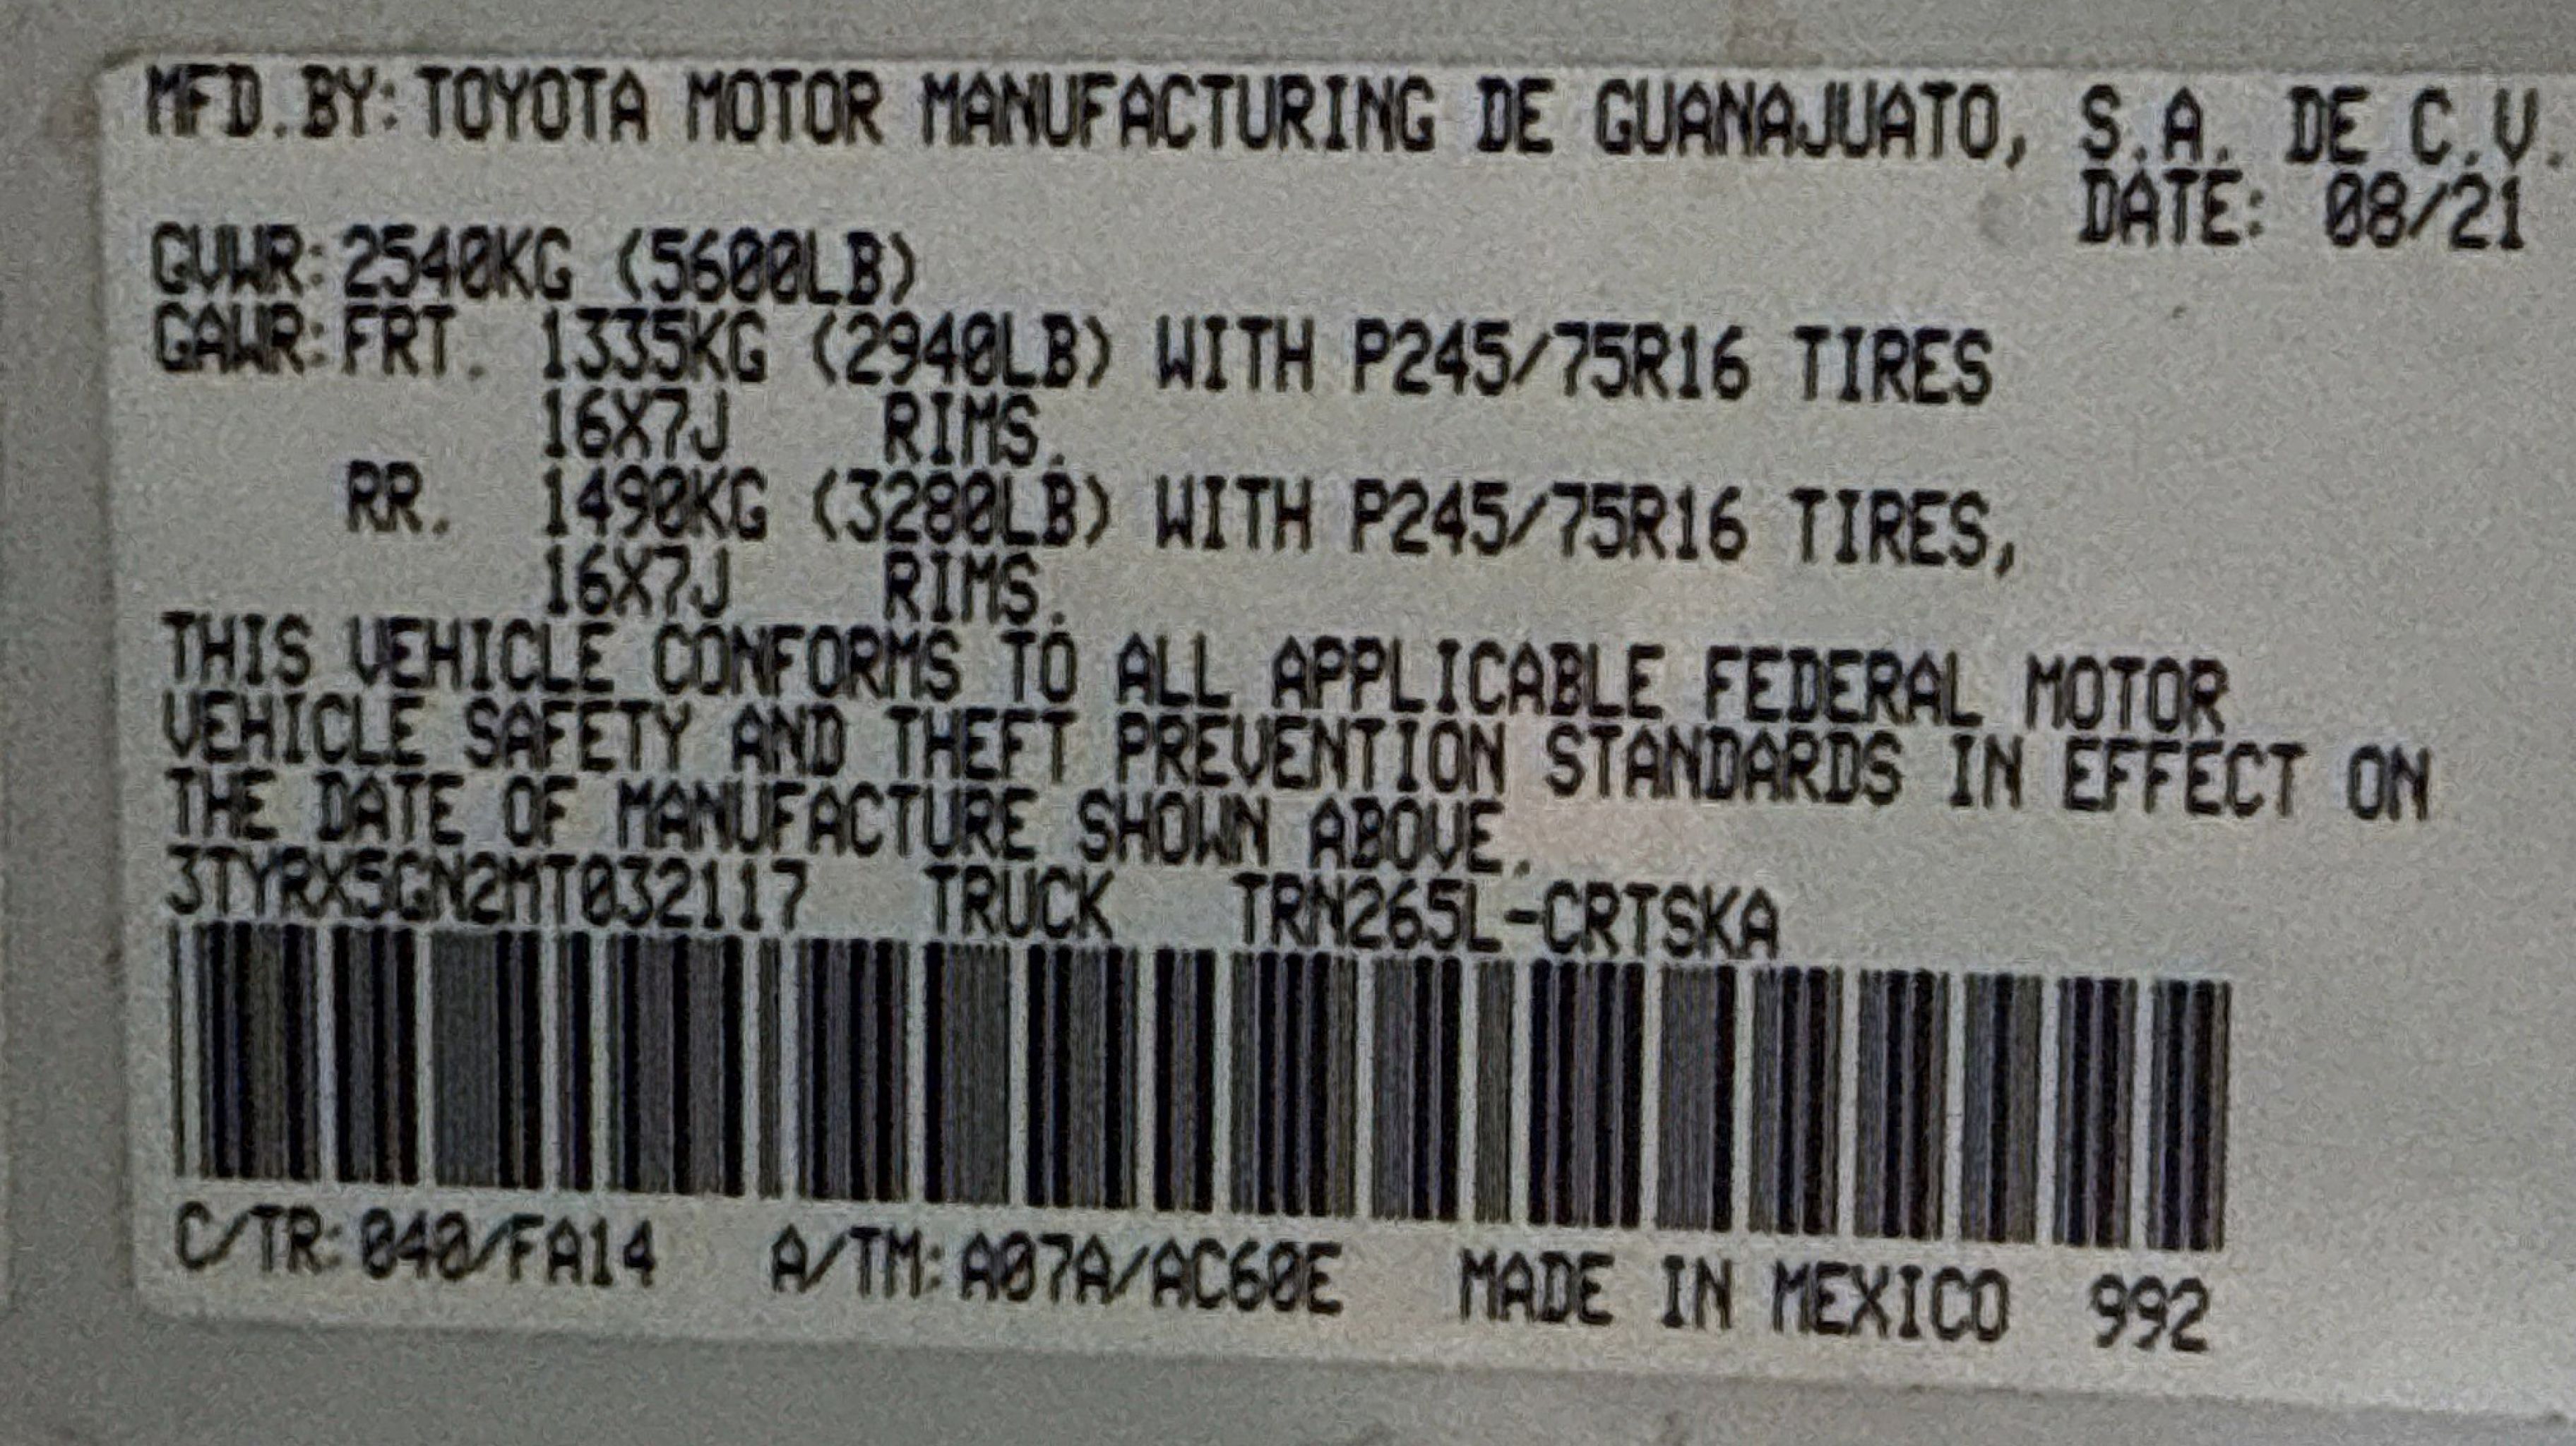 MFD.BY: TOYOTA MOTOR MANUFACTURING DE GUANAJUATO, S.A. DE C.V.
DATE: 08/21
GVWR: 2540KG (5600LB)
GAWR: FRT. 1335KG (2940LB) WITH P245/75R16 TIRES
16X7J RIMS.
RR. 1490KG (3280LB) WITH P245/75R16 TIRES,
16X7J RIMS.
THIS VEHICLE CONFORMS TO ALL APPLICABLE FEDERAL MOTOR
VEHICLE SAFETY AND THEFT PREVENTION STANDARDS IN EFFECT ON
THE DATE OF MANUFACTURE SHOWN ABOVE.
3TYRX5GN2MT032117 TRUCK TRN265L-CRTSKA
C/TR: 040/FA14 A/TM: A07A/AC60E MADE IN MEXICO 992